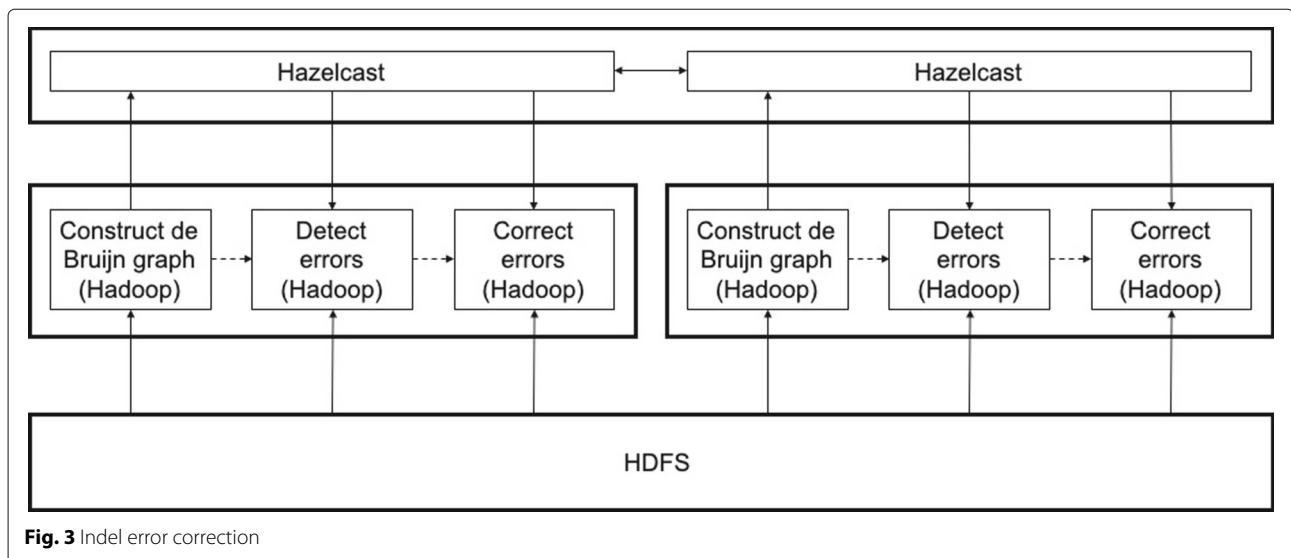 Hazelcast
Hazelcast
Construct de
Bruijn graph
(Hadoop)
Detect
errors
(Hadoop)
Correct
errors
(Hadoop)
Construct de
Bruijn graph
(Hadoop)
Detect
errors
(Hadoop)
Correct
errors
(Hadoop)
HDFS
Fig. 3 Indel error correction